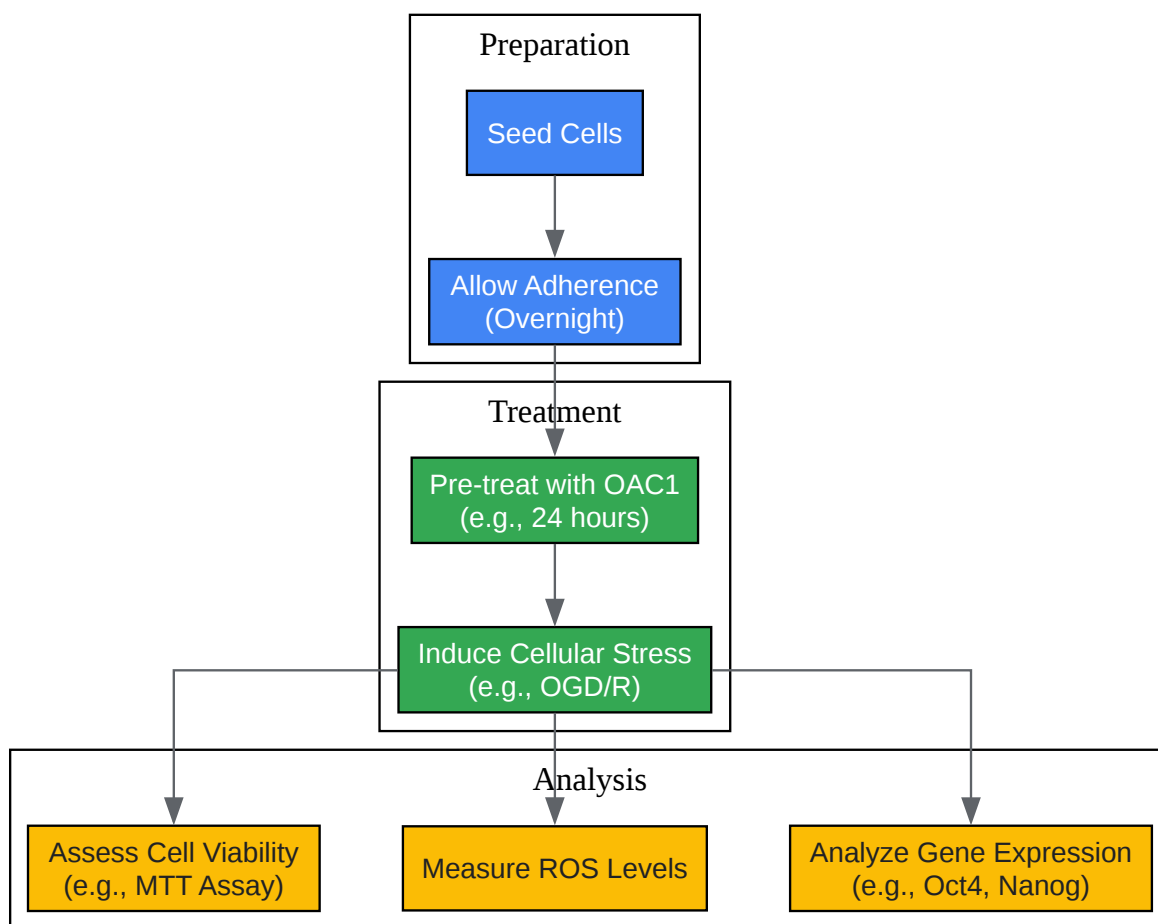 Preparation
Seed Cells
Allow Adherence
(Overnight)
Treatment
Pre-treat with OAC1
(e.g., 24 hours)
Induce Cellular Stress
(e.g., OGD/R)
Analysis
Assess Cell Viability
(e.g., MTT Assay)
Measure ROS Levels
Analyze Gene Expression
(e.g., Oct4, Nanog)